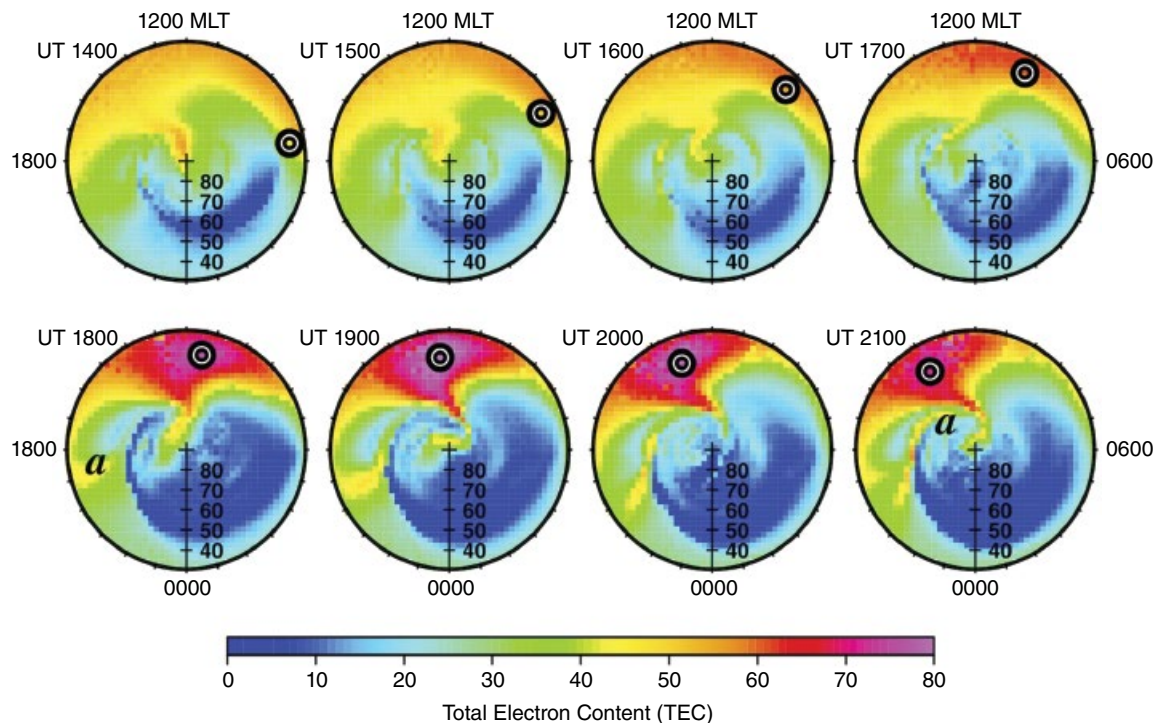 1200 MLT 1200 MLT 1200 MLT 1200 MLT
UT 1400 UT 1500 UT 1600 UT 1700
1800 0600
80 80 80 80
70 70 70 70
60 60 60 60
50 50 50 50
40 40 40 40
UT 1800 UT 1900 UT 2000 UT 2100
a
1800 0600
a
80 80 80 80
70 70 70 70
60 60 60 60
50 50 50 50
40 40 40 40
0000 0000 0000 0000
0 10 20 30 40 50 60 70 80
Total Electron Content (TEC)